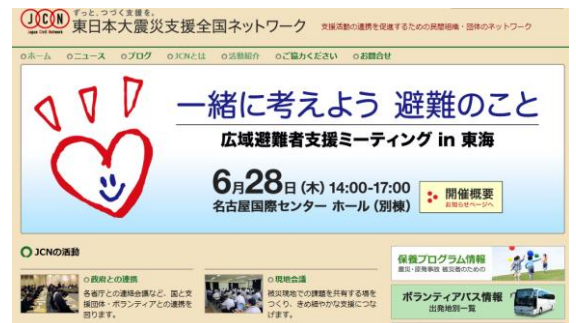 ずっと、つづく支援を。
JCN
Japan Civil Network
東日本大震災支援全国ネットワーク
支援活動の連携を促進するための民間組織・団体のネットワーク
ホーム ニュース ブログ JCNとは 活動紹介 ご協力ください お問合せ
一緒に考えよう 避難のこと
広域避難者支援ミーティング in 東海
6月28日(木) 14:00-17:00
名古屋国際センター ホール (別棟)
開催概要
お知らせページへ
JCNの活動
政府との連携
各省庁との連絡会議など、国と支
援団体・ボランティアとの連携を
図ります。
現地会議
被災現地での課題を共有する場を
つくり、きめ細やかな支援につな
げます。
保養プログラム情報
震災・原発事故 被災者のための
ボランティアバス情報
出発地別一覧